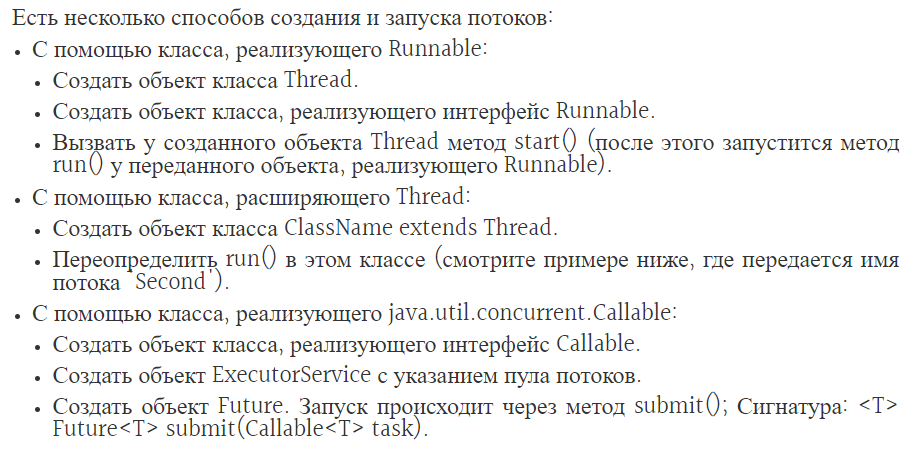 Есть несколько способов создания и запуска потоков:
• С помощью класса, реализующего Runnable:
• Создать объект класса Thread.
• Создать объект класса, реализующего интерфейс Runnable.
• Вызвать у созданного объекта Thread метод start() (после этого запустится метод
run() у переданного объекта, реализующего Runnable).
• С помощью класса, расширяющего Thread:
• Создать объект класса ClassName extends Thread.
• Переопределить run() в этом классе (смотрите примере ниже, где передается имя
потока 'Second').
• С помощью класса, реализующего java.util.concurrent.Callable:
• Создать объект класса, реализующего интерфейс Callable.
• Создать объект ExecutorService с указанием пула потоков.
• Создать объект Future. Запуск происходит через метод submit(); Сигнатура: <T>
Future<T> submit(Callable<T> task).